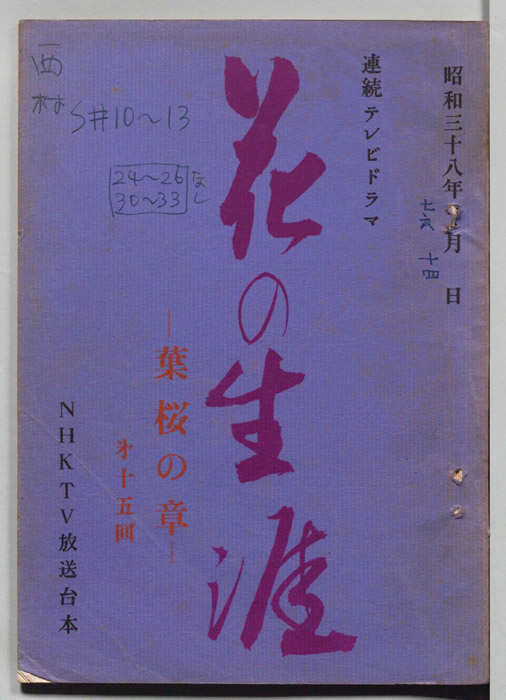 昭和三十八年 月 日
七
六
十四
連続テレビドラマ
花の生涯
―葉桜の章―
㐧十五回
NHKTV放送台本
西村
S#10〜13
24〜26
30〜33
なし